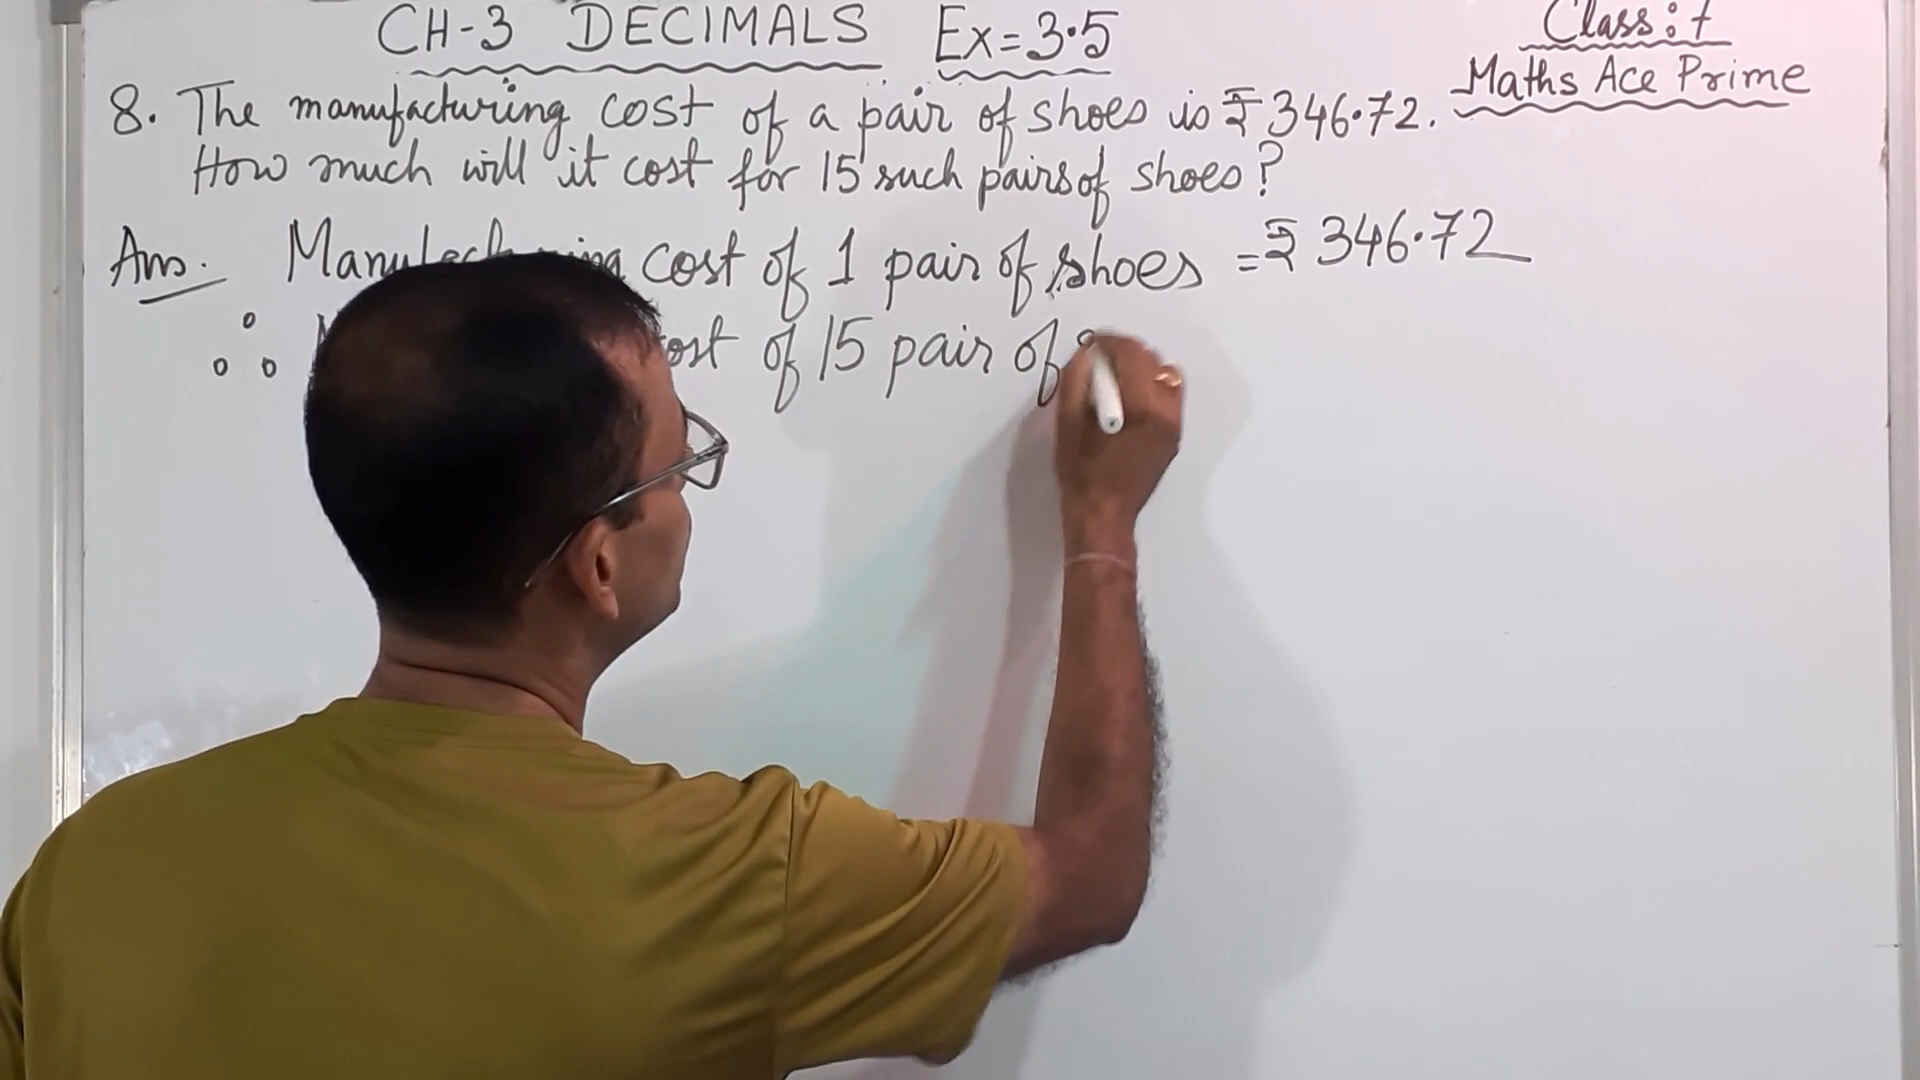 CH-3 DECIMALS Ex=3.5
Class: 7
Maths Ace Prime
8. The manufacturing cost of a pair of shoes is ₹346.72.
How much will it cost for 15 such pairs of shoes?
Ans. Manufacturing cost of 1 pair of shoes = ₹ 346.72
∴ cost of 15 pair of